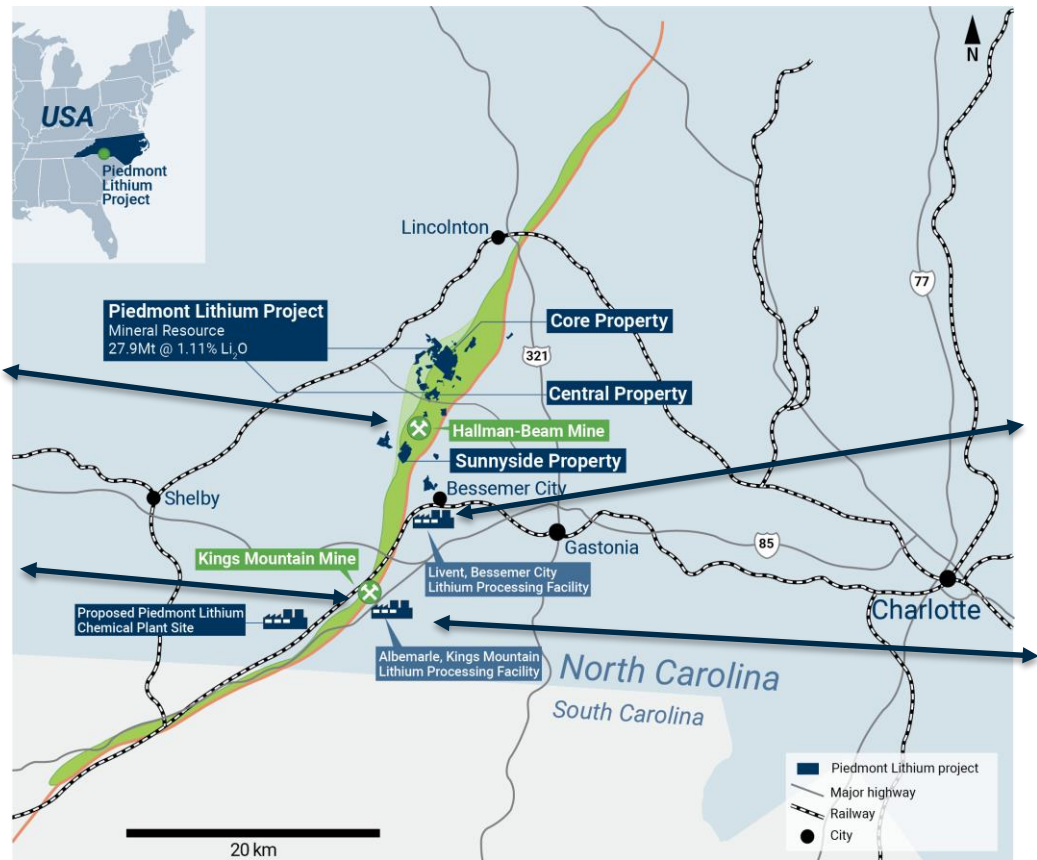 USA
Piedmont
Lithium
Project
N
Lincolnton
77
Piedmont Lithium Project
Mineral Resource
27.9Mt @ 1.11% Li₂O
Core Property
321
Central Property
Hallman-Beam Mine
Sunnyside Property
Bessemer City
Shelby
Gastonia
85
Kings Mountain Mine
Livent, Bessemer City
Lithium Processing Facility
Charlotte
Proposed Piedmont Lithium
Chemical Plant Site
Albemarle, Kings Mountain
Lithium Processing Facility
North Carolina
South Carolina
Piedmont Lithium project
Major highway
Railway
City
20 km